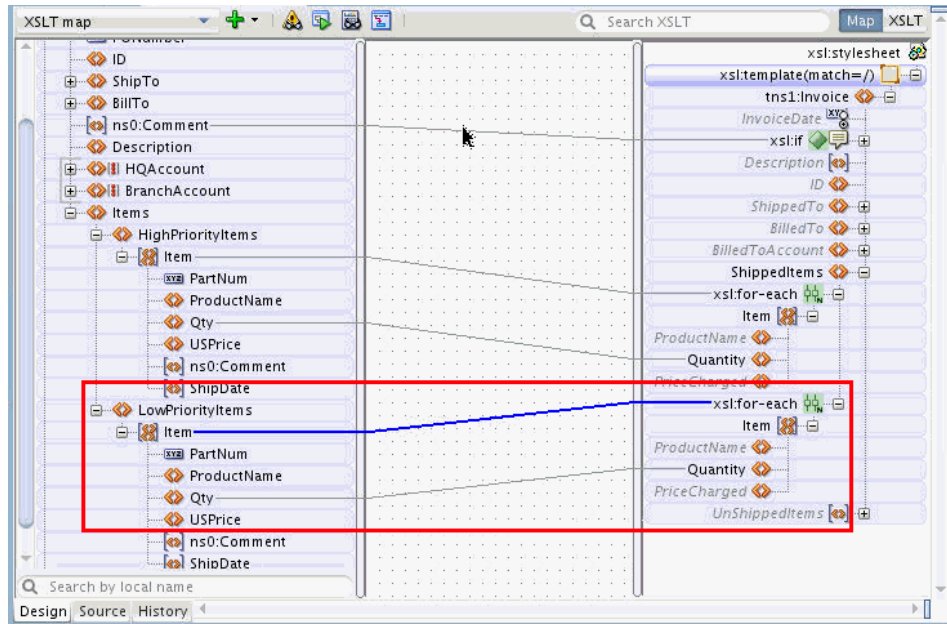 XSLT map
Search XSLT
Map
XSLT
ID
ShipTo
BillTo
ns0:Comment
Description
HQAccount
BranchAccount
Items
HighPriorityItems
Item
PartNum
ProductName
Qty
USPrice
ns0:Comment
ShipDate
LowPriorityItems
Item
PartNum
ProductName
Qty
USPrice
ns0:Comment
ShipDate
Search by local name
xsl:stylesheet
xsl:template(match=/)
tns1:Invoice
InvoiceDate
xsl:if
Description
ID
ShippedTo
BilledTo
BilledToAccount
ShippedItems
xsl:for-each
Item
ProductName
Quantity
PriceCharged
xsl:for-each
Item
ProductName
Quantity
PriceCharged
UnShippedItems
Design Source History